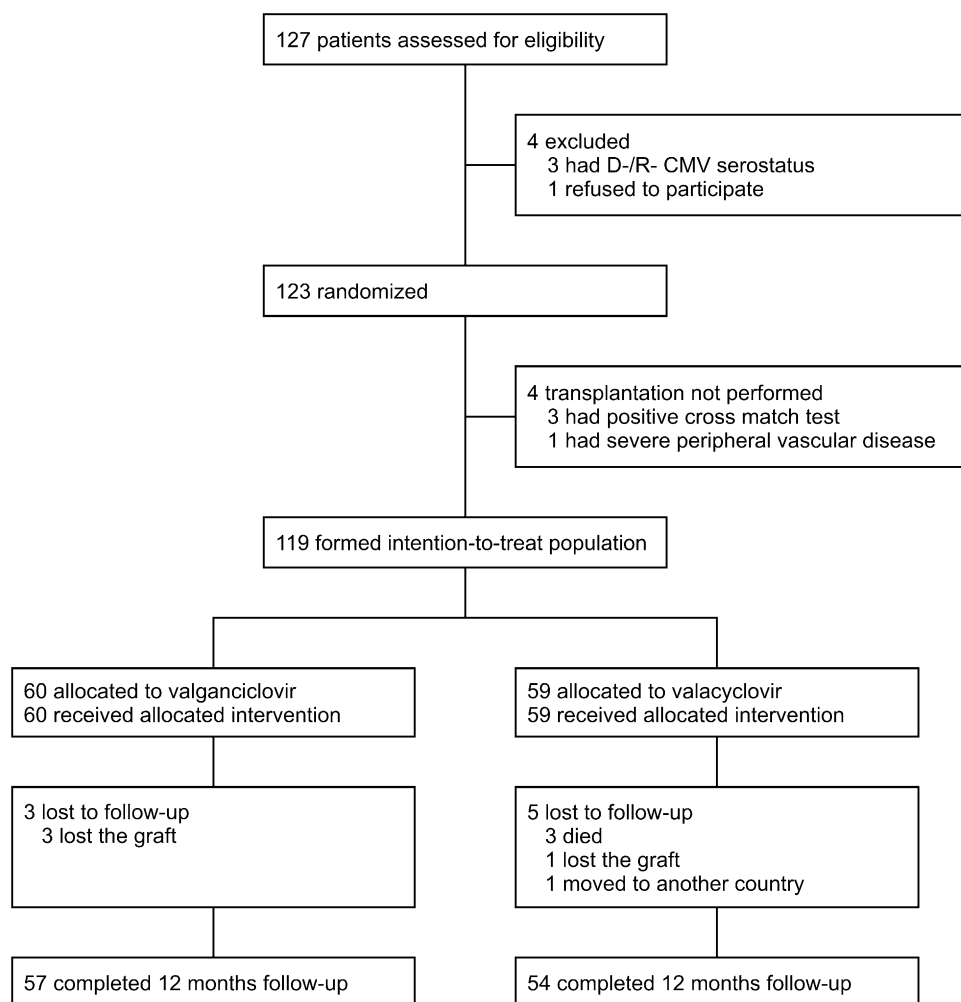 127 patients assessed for eligibility
4 excluded
3 had D-/R- CMV serostatus
1 refused to participate
123 randomized
4 transplantation not performed
3 had positive cross match test
1 had severe peripheral vascular disease
119 formed intention-to-treat population
60 allocated to valganciclovir
60 received allocated intervention
59 allocated to valacyclovir
59 received allocated intervention
3 lost to follow-up
3 lost the graft
5 lost to follow-up
3 died
1 lost the graft
1 moved to another country
57 completed 12 months follow-up
54 completed 12 months follow-up